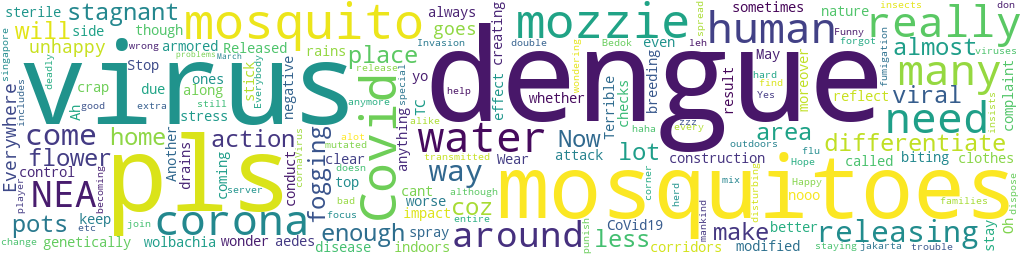 virus
dengue
pls
mosquitoes
mosquito
covid
corona
human
mozzie
water
really
many
need
NEA
come
around
releasing
way
action
will
place
flower
home
fogging
enough
less
lot
make
area
differentiate
viral
almost
Now
coz
stagnant
unhappy
pots
Everywhere
sterile
side
though
always
goes
sometimes
nature
insects
don
singapore
wrong
problems
March
armored
Released
rains
Stop
negative
stick
Everybody
release
deadly
ones
crap
along
due
good
extra
includes
still
stress
Ah
yo
TC
anything
special
alike
anymore
effect
creating
Invasion
double
help
whether
Bedok
leh
even
wondering
go
breeding
Terrible
checks
haha
zzz
every
transmitted
result
May
hard
find
Yes
Funny
forgot
moreover
reflect
spread
viruses
fumigation
complaint
insists
control
player
becoming
etc
drains
Another
coming
server
conduct
coronavirus
clear
alot
mutated
doesn
cant
although
Wear
attack
construction
outdoors
flu
called
biting
clothes
keep
join
wonder
aedes
bad
top
worse
impact
entire
CoVid19
corner
herd
mix
disturbing
Hope
Happy
nooo
better
families
stay
Oh
dispose
change
genetically
wolbachia
disease
focus
spray
indoors
punish
corridors
mankind
modified
staying
jakarta
trouble